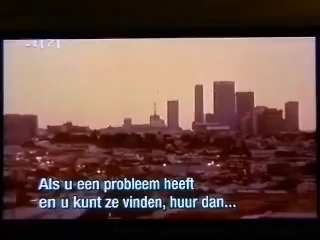 Als u een probleem heeft
en u kunt ze vinden, huur dan...